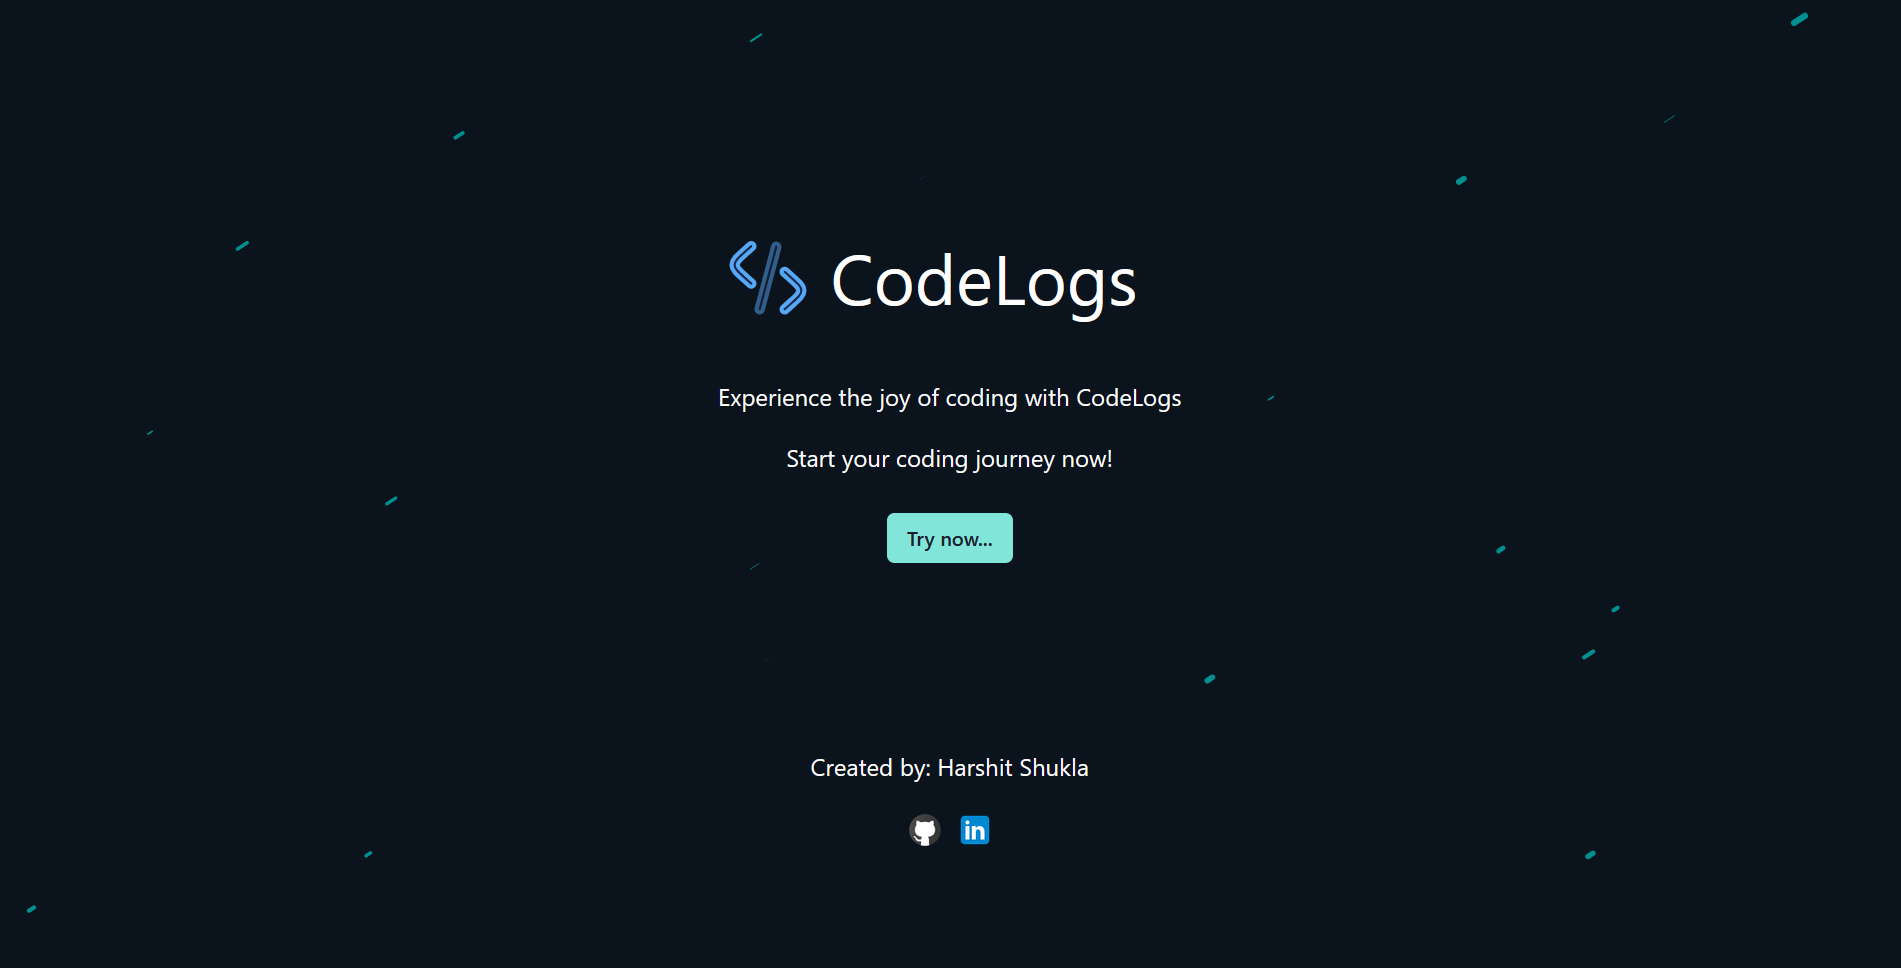 CodeLogs
Experience the joy of coding with CodeLogs
Start your coding journey now!
Try now...
Created by: Harshit Shukla
in